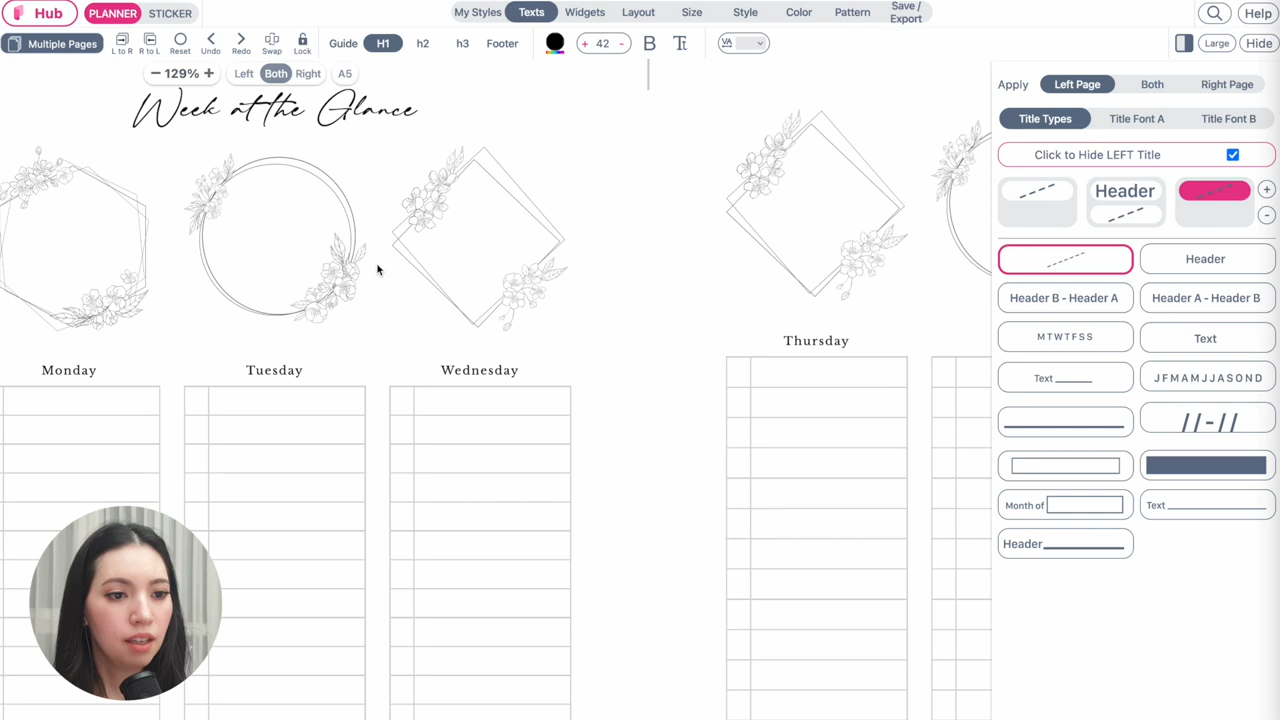 Hub
PLANNER
STICKER
My Styles
Texts
Widgets
Layout
Size
Style
Color
Pattern
Save /
Export
Help
Multiple Pages
L to R
R to L
Reset
Undo
Redo
Swap
Lock
Guide
H1
h2
h3
Footer
+ 42 -
B
Tt
VA
Large
Hide
− 129% +
Left
Both
Right
A5
Apply
Left Page
Both
Right Page
Title Types
Title Font A
Title Font B
Click to Hide LEFT Title
Header
Header
Header B - Header A
Header A - Header B
M T W T F S S
Text
Text
J F M A M J J A S O N D
/ / - / /
Month of
Text
Header
Week at the Glance
Monday
Tuesday
Wednesday
Thursday